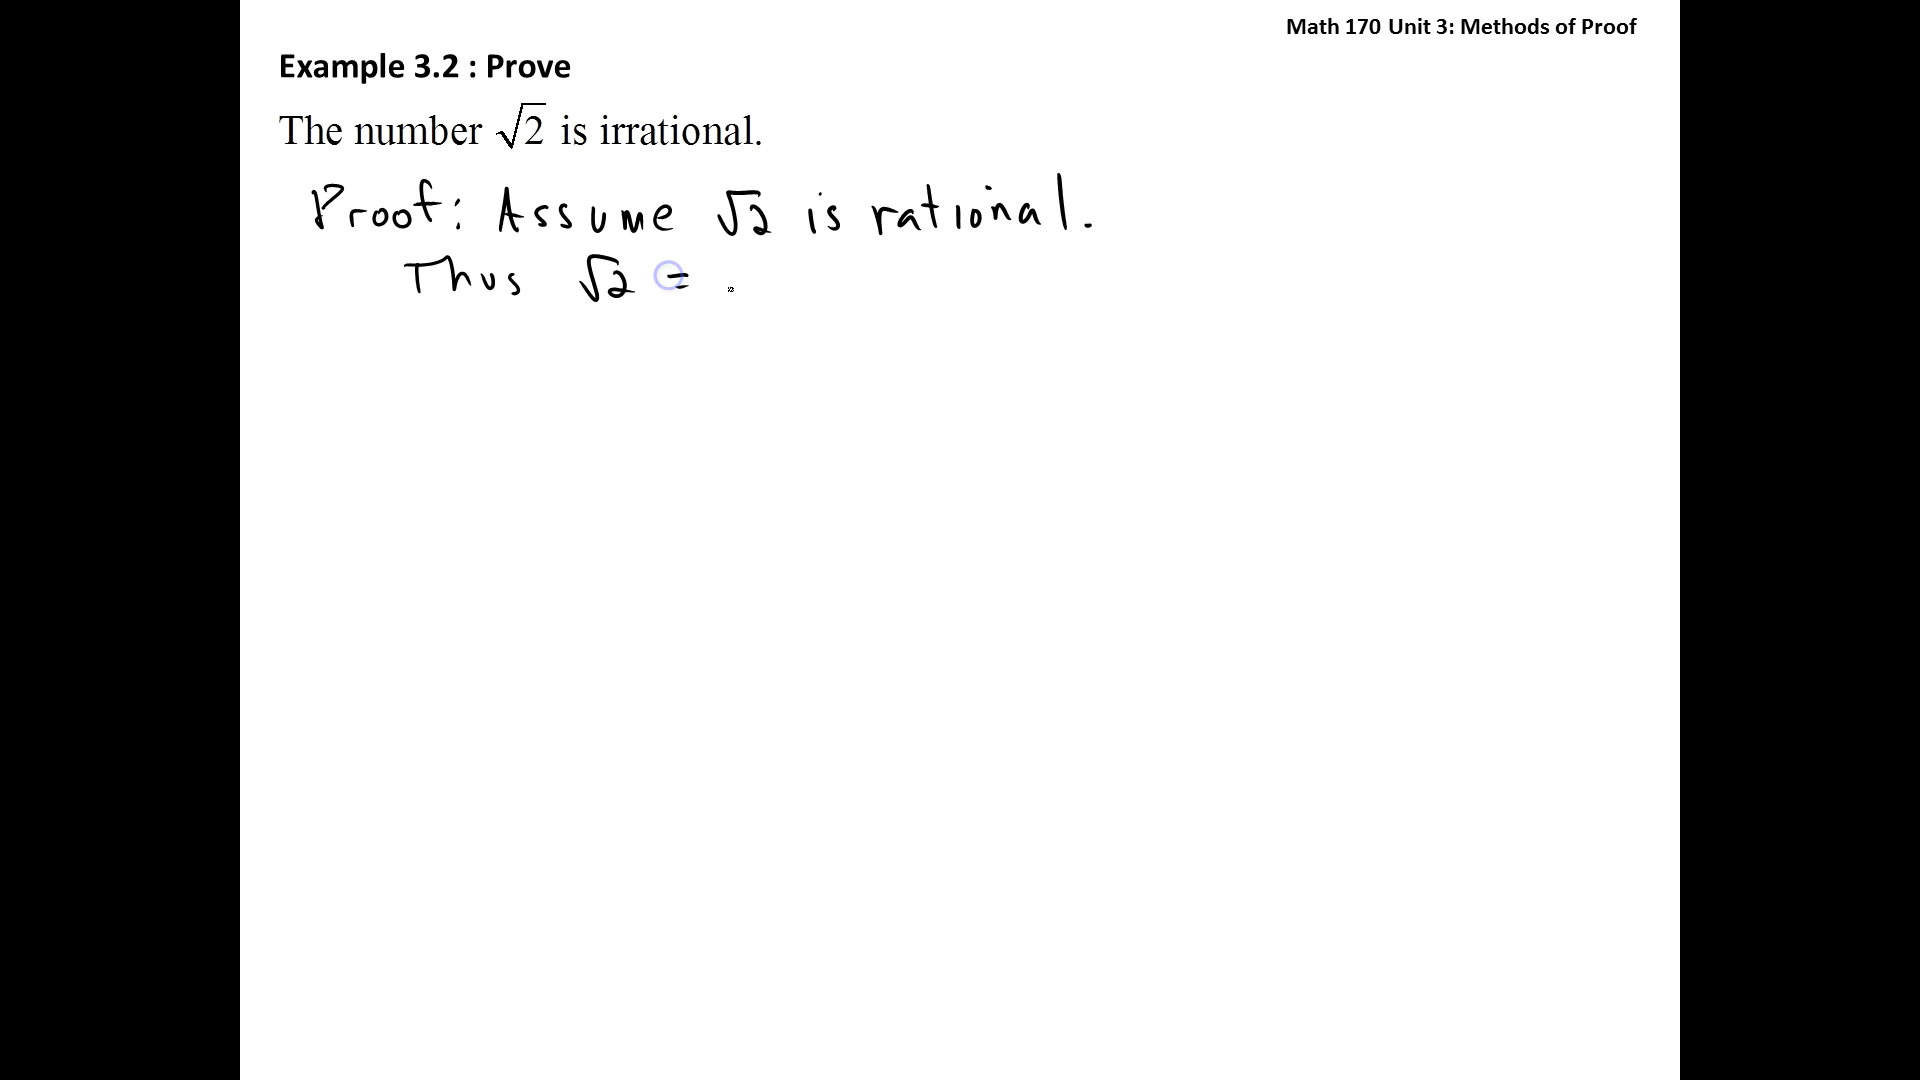 Math 170 Unit 3: Methods of Proof
Example 3.2 : Prove
The number √2 is irrational.
Proof: Assume √2 is rational.
Thus √2 =